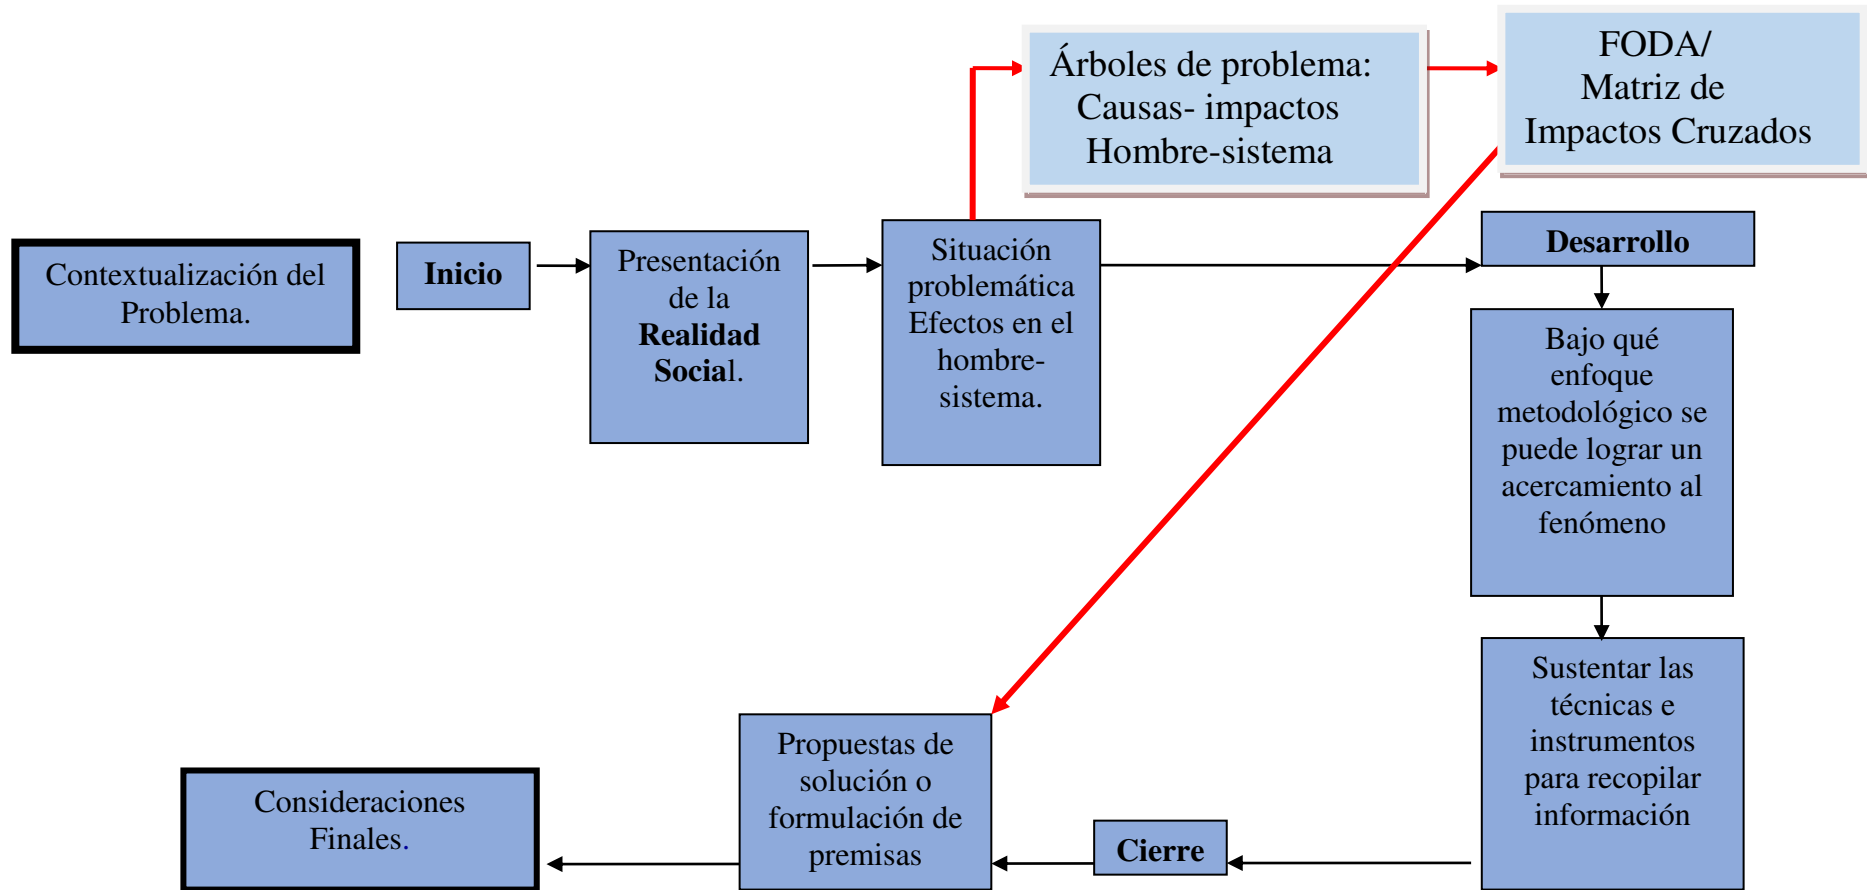 Árboles de problema:
Causas- impactos
Hombre-sistema
FODA/
Matriz de
Impactos Cruzados
Contextualización del
Problema.
Inicio
Presentación
de la
Realidad
Social.
Situación
problemática
Efectos en el
hombre-
sistema.
Desarrollo
Bajo qué
enfoque
metodológico se
puede lograr un
acercamiento al
fenómeno
Sustentar las
técnicas e
instrumentos
para recopilar
información
Cierre
Propuestas de
solución o
formulación de
premisas
Consideraciones
Finales.